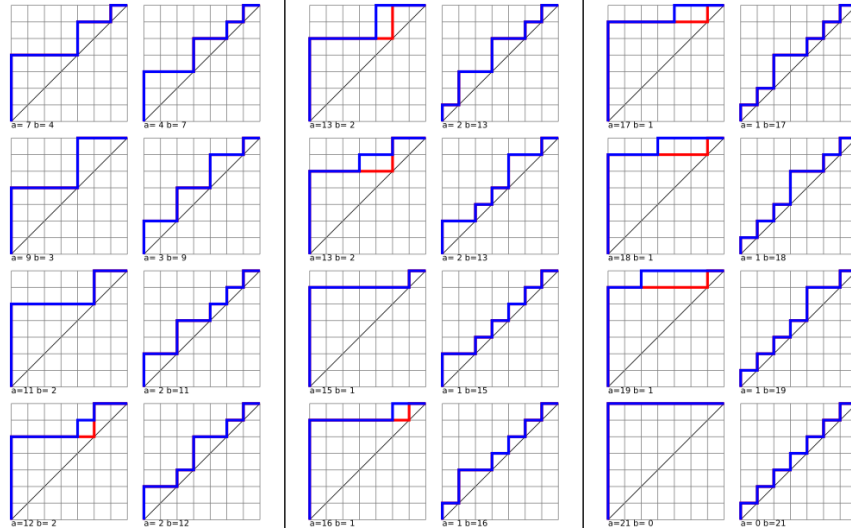 a= 7 b= 4
a= 4 b= 7
a=13 b= 2
a= 2 b=13
a=17 b= 1
a= 1 b=17
a= 9 b= 3
a= 3 b= 9
a=13 b= 2
a= 2 b=13
a=18 b= 1
a= 1 b=18
a=11 b= 2
a= 2 b=11
a=15 b= 1
a= 1 b=15
a=19 b= 1
a= 1 b=19
a=12 b= 2
a= 2 b=12
a=16 b= 1
a= 1 b=16
a=21 b= 0
a= 0 b=21